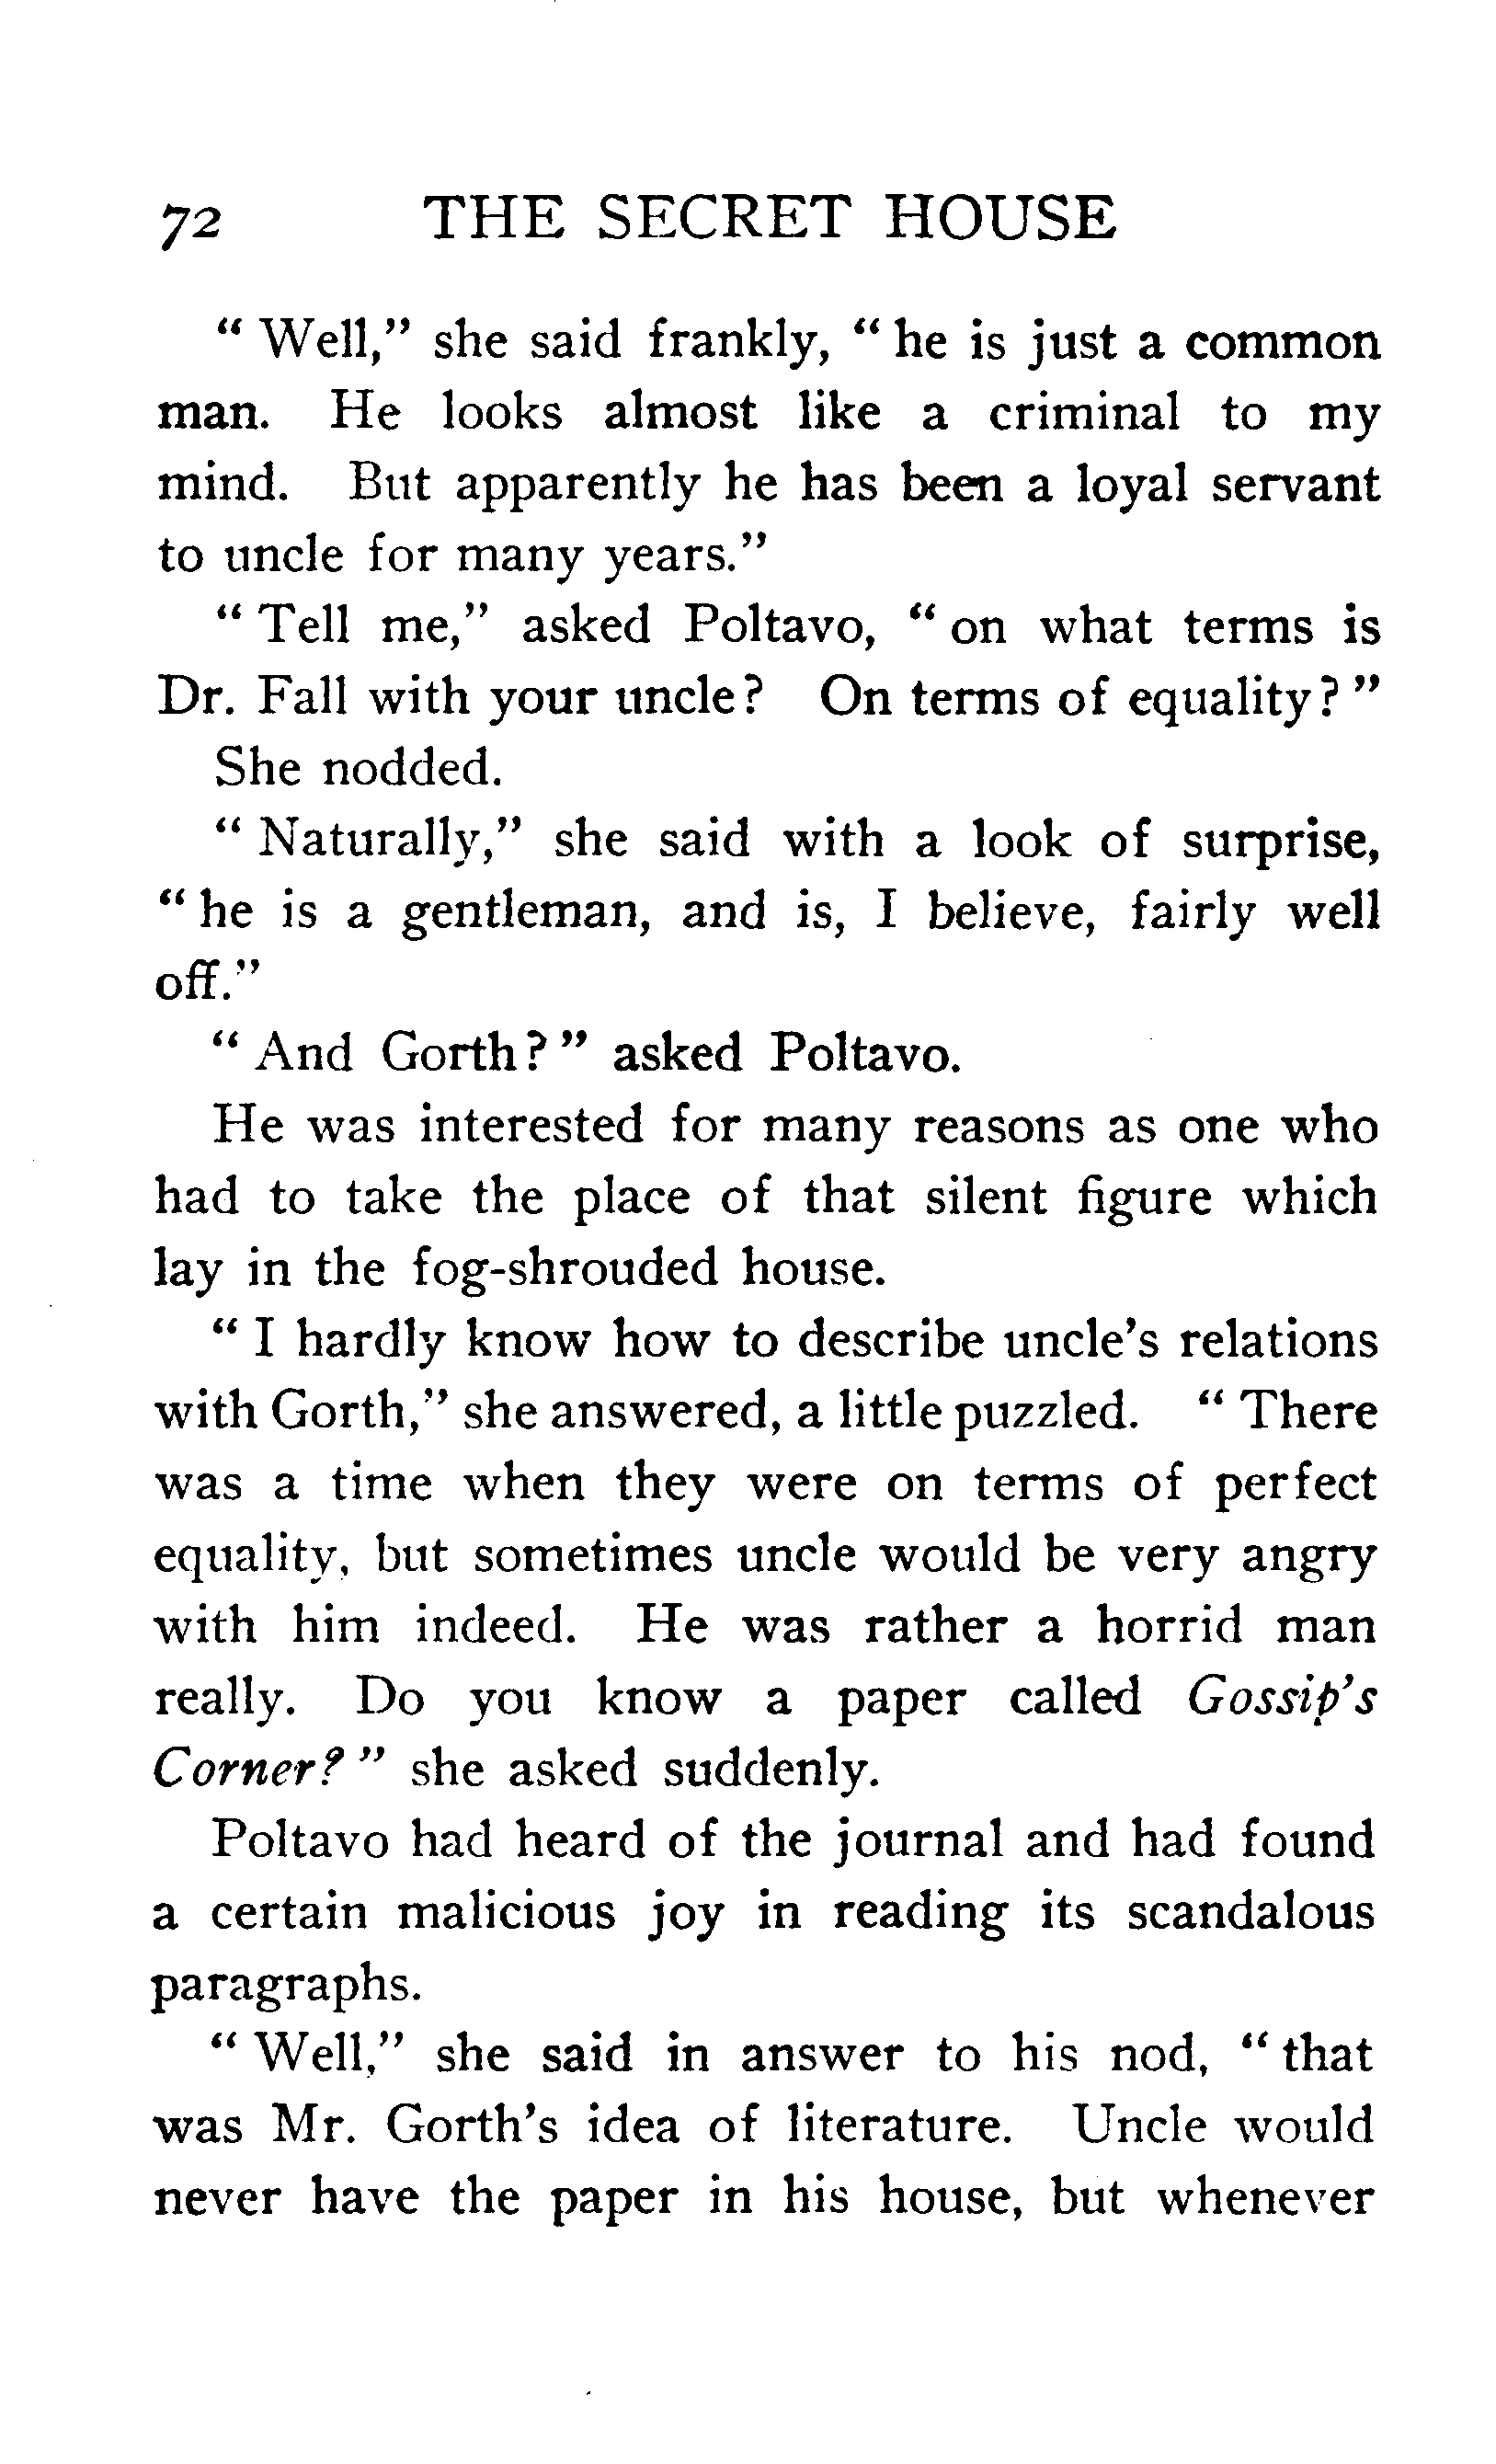 72 THE SECRET HOUSE
" Well," she said frankly, " he is just a common
man. He looks almost like a criminal to my
mind. But apparently he has been a loyal servant
to uncle for many years."
" Tell me," asked Poltavo, " on what terms is
Dr. Fall with your uncle? On terms of equality? "
She nodded.
" Naturally," she said with a look of surprise,
" he is a gentleman, and is, I believe, fairly well
off."
" And Gorth? " asked Poltavo.
He was interested for many reasons as one who
had to take the place of that silent figure which
lay in the fog-shrouded house.
" I hardly know how to describe uncle's relations
with Gorth," she answered, a little puzzled. " There
was a time when they were on terms of perfect
equality, but sometimes uncle would be very angry
with him indeed. He was rather a horrid man
really. Do you know a paper called Gossip's
Corner? " she asked suddenly.
Poltavo had heard of the journal and had found
a certain malicious joy in reading its scandalous
paragraphs.
" Well," she said in answer to his nod, " that
was Mr. Gorth's idea of literature. Uncle would
never have the paper in his house, but whenever